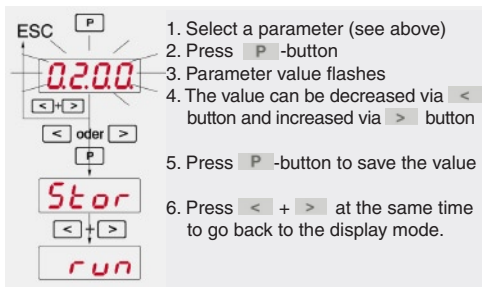 ESC P
0.2.0.0.
< + >
< oder >
P
Stor
< + >
run
1. Select a parameter (see above)
2. Press P -button
3. Parameter value flashes
4. The value can be decreased via <
button and increased via > button
5. Press P -button to save the value
6. Press < + > at the same time
to go back to the display mode.